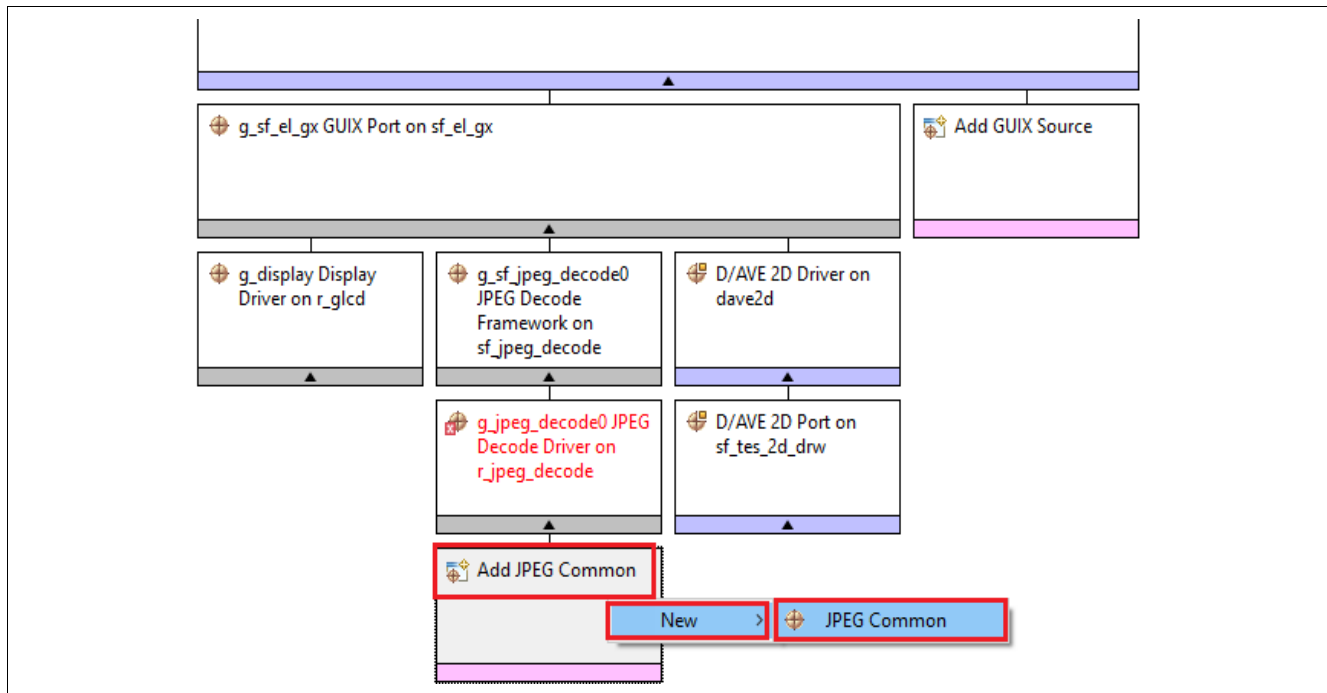 g_sf_el_gx GUIX Port on sf_el_gx
Add GUIX Source
g_display Display
Driver on r_glcd
g_sf_jpeg_decode0
JPEG Decode
Framework on
sf_jpeg_decode
D/AVE 2D Driver on
dave2d
g_jpeg_decode0 JPEG
Decode Driver on
r_jpeg_decode
D/AVE 2D Port on
sf_tes_2d_drw
Add JPEG Common
New
JPEG Common